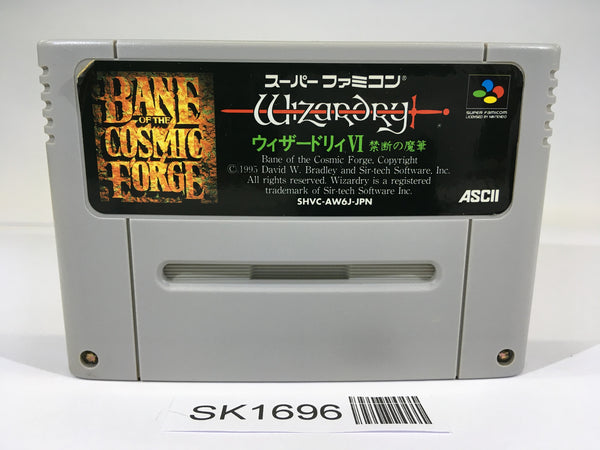 BANE
OF THE
COSMIC
FORGE
スーパーファミコン®
Wizardry
ウィザードリィVI 禁断の魔筆
Bane of the Cosmic Forge, Copyright
©1995 David W. Bradley and Sir-tech Software, Inc.
All rights reserved. Wizardry is a registered
trademark of Sir-tech Software Inc.
SHVC-AW6J-JPN
SUPER FAMICOM
LICENSED BY NINTENDO
ASCII
SK1696